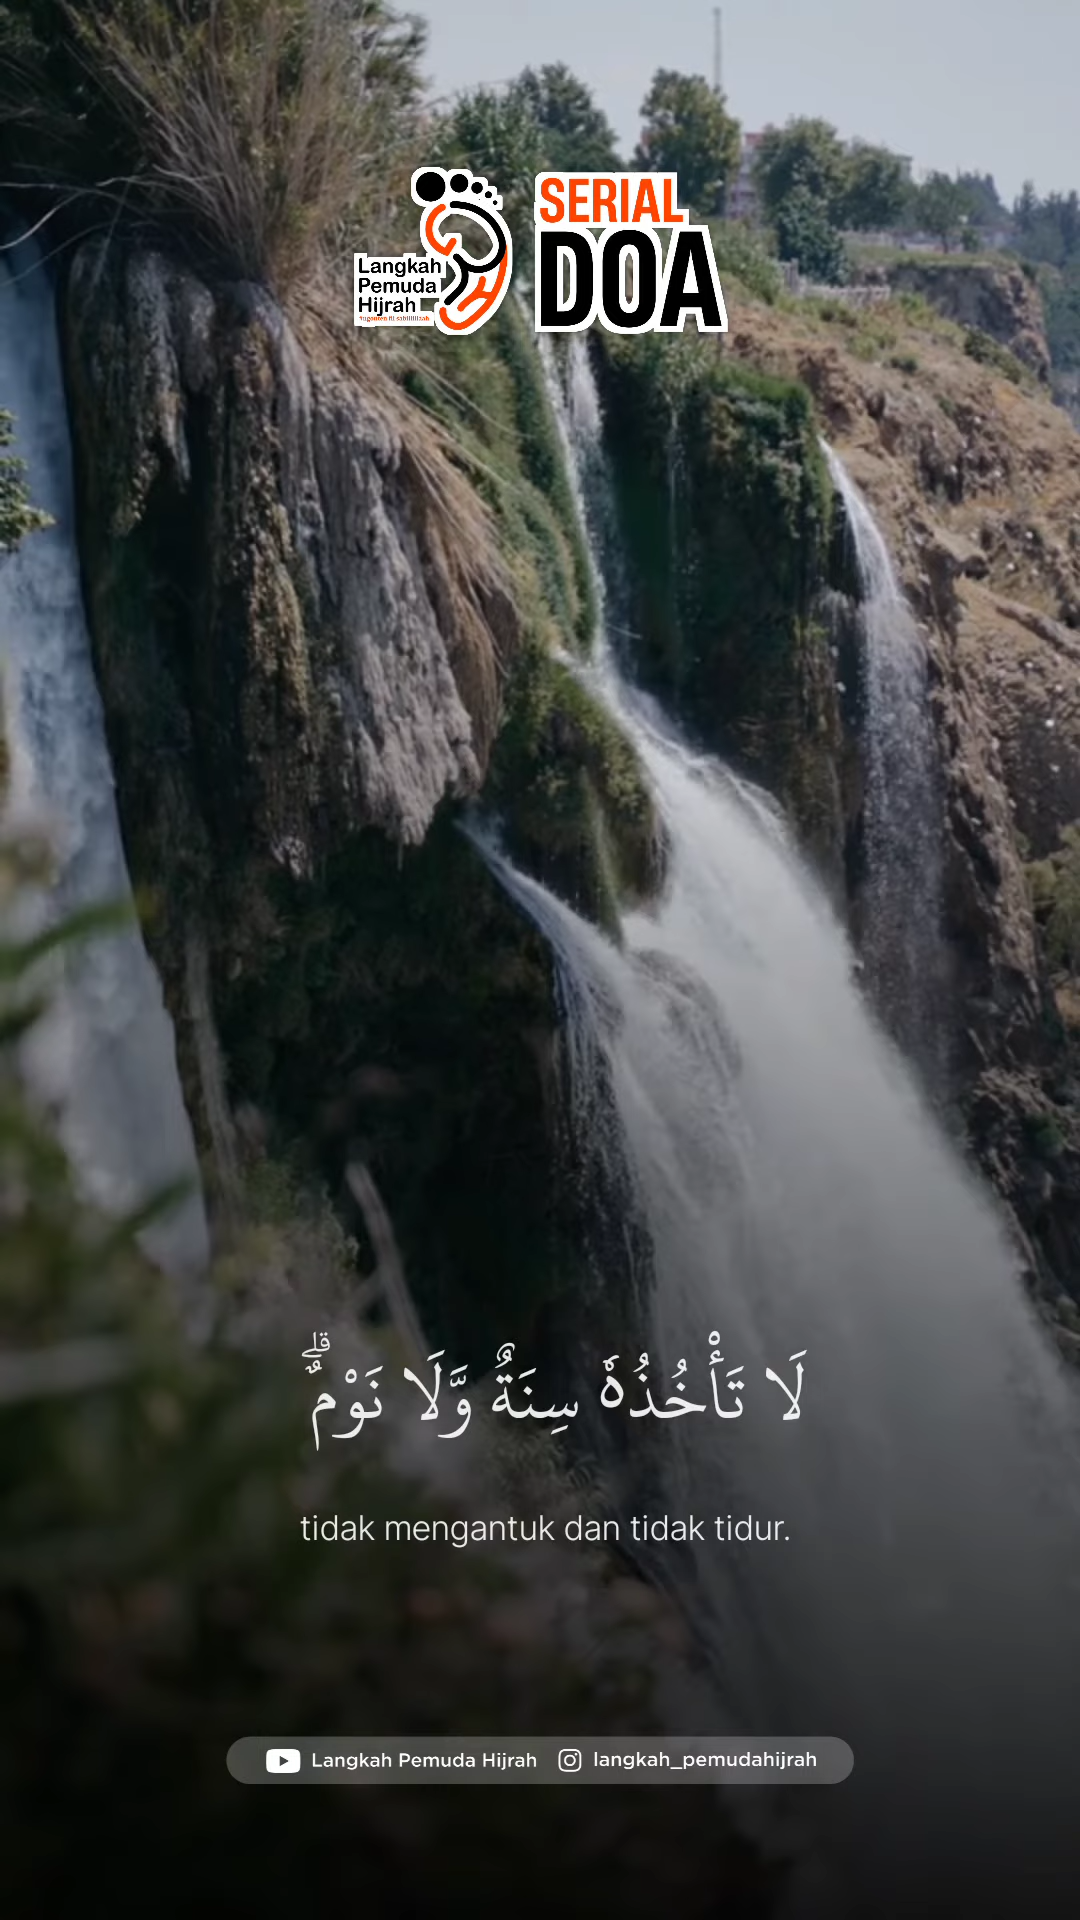 SERIAL
DOA
Langkah
Pemuda
Hijrah
لَا تَأْخُذُهٗ سِنَةٌ وَّلَا نَوْمٌۗ
tidak mengantuk dan tidak tidur.
Langkah Pemuda Hijrah langkah_pemudahijrah